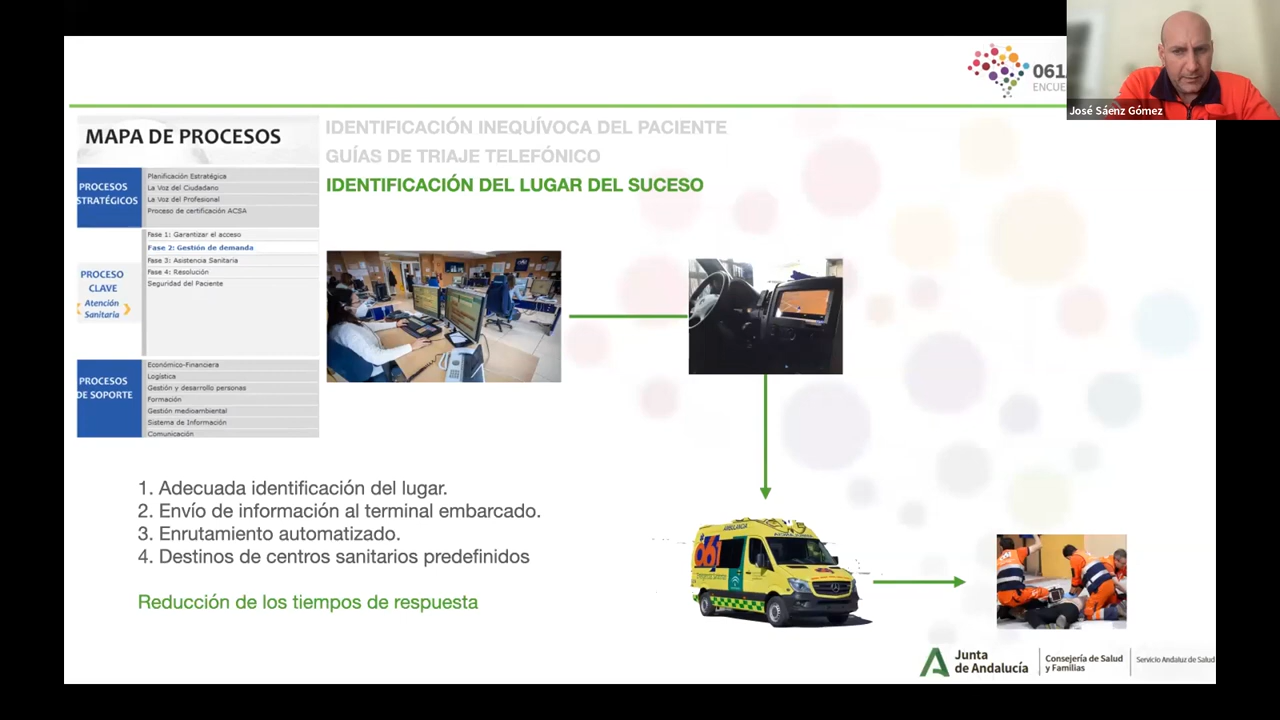 061
ENCUE
José Sáenz Gómez
MAPA DE PROCESOS
IDENTIFICACIÓN INEQUÍVOCA DEL PACIENTE
GUÍAS DE TRIAJE TELEFÓNICO
IDENTIFICACIÓN DEL LUGAR DEL SUCESO
PROCESOS
STRATÉGICOS
Planificación Estratégica
La Voz del Ciudadano
La Voz del Profesional
Proceso de certificación ACSA
PROCESO
CLAVE
Atención
Sanitaria
Fase 1: Garantizar el acceso
Fase 2: Gestión de demanda
Fase 3: Asistencia Sanitaria
Fase 4: Resolución
Seguridad del Paciente
PROCESOS
DE SOPORTE
Económico-Financiera
Logística
Gestión y desarrollo personas
Formación
Gestión medioambiental
Sistema de Información
Comunicación
1. Adecuada identificación del lugar.
2. Envío de información al terminal embarcado.
3. Enrutamiento automatizado.
4. Destinos de centros sanitarios predefinidos
Reducción de los tiempos de respuesta
AMBULANCIA
061
Junta
de Andalucía
Consejería de Salud
y Familias
Servicio Andaluz de Salud